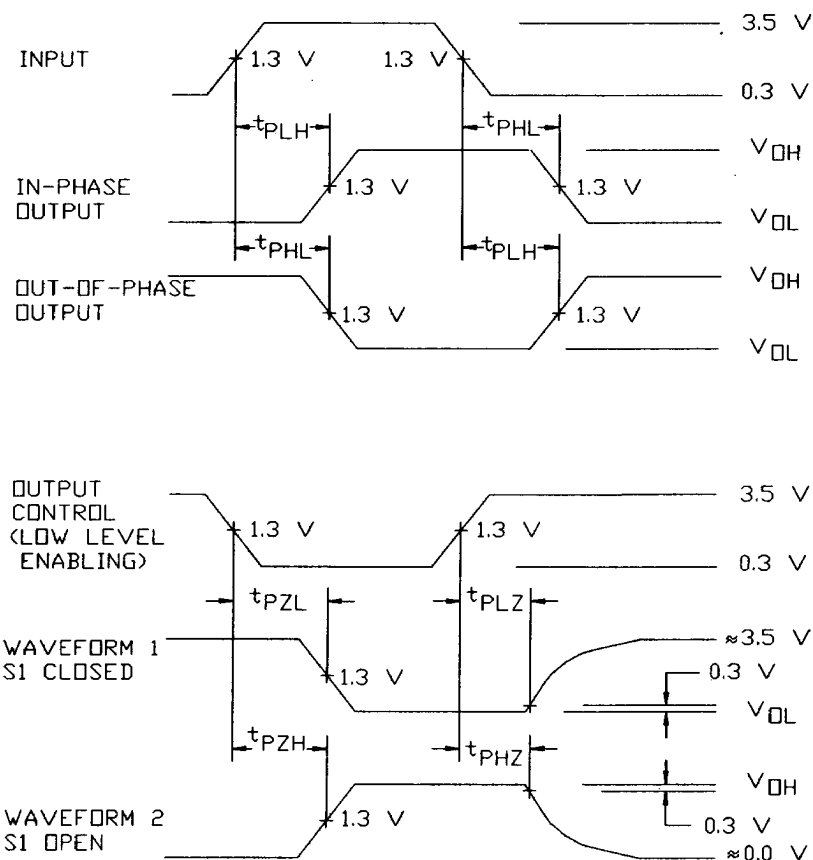 3.5 V
INPUT 1.3 V 1.3 V
0.3 V
tPLH tPHL
VOH
IN-PHASE
OUTPUT 1.3 V 1.3 V
VOL
tPHL tPLH
OUT-OF-PHASE
OUTPUT 1.3 V 1.3 V
VOH
VOL
OUTPUT
CONTROL
(LOW LEVEL
ENABLING)
1.3 V 1.3 V
3.5 V
0.3 V
tPZL tPLZ
WAVEFORM 1
S1 CLOSED
1.3 V
≈3.5 V
0.3 V
VOL
tPZH tPHZ
VOH
WAVEFORM 2
S1 OPEN
1.3 V
0.3 V
≈0.0 V